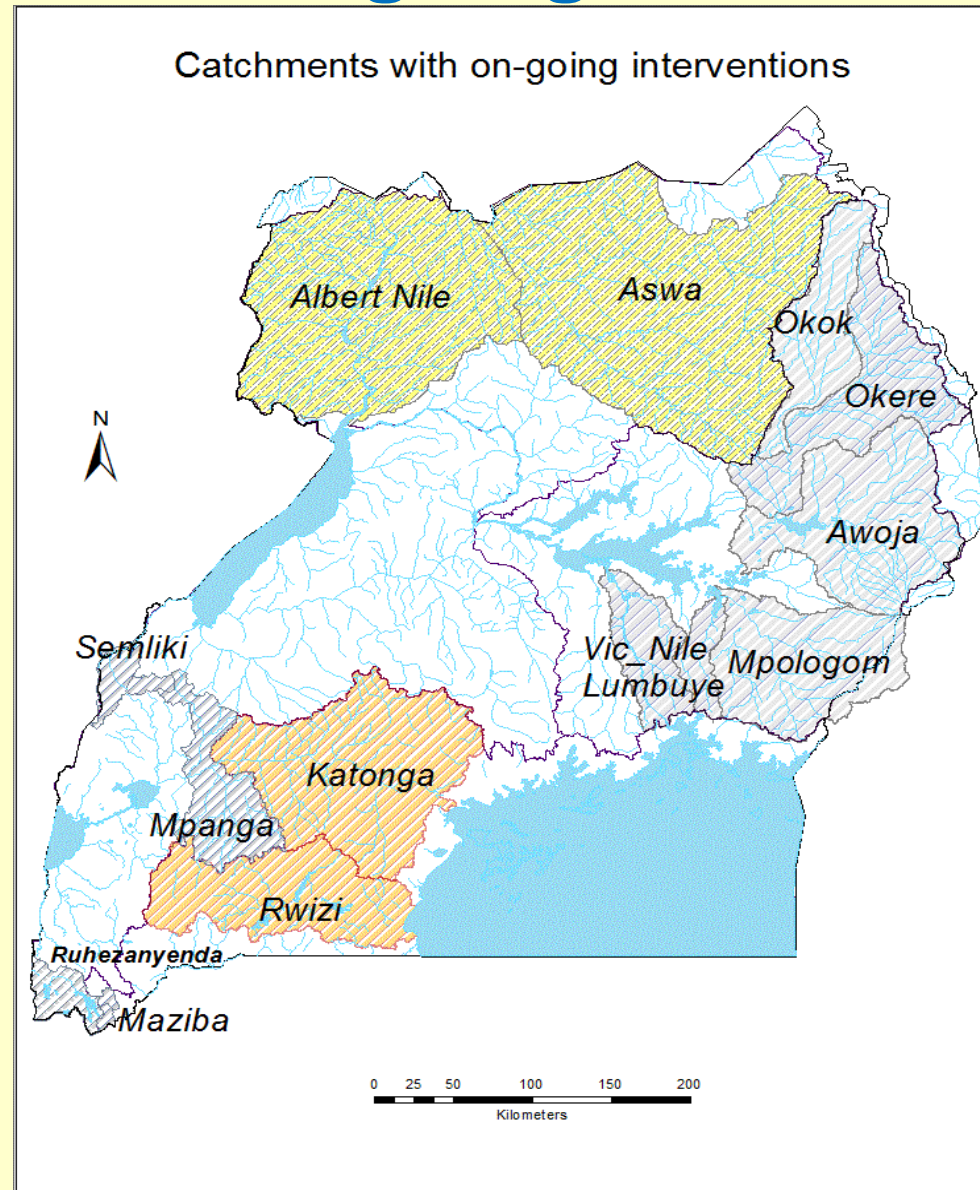 Catchments with on-going interventions
Albert Nile
Aswa
Okok
Okere
N
Awoja
Semliki
Vic_Nile
Lumbuye
Mpologom
Katonga
Mpanga
Rwizi
Ruhezanyenda
Maziba
0 25 50 100 150 200
Kilometers